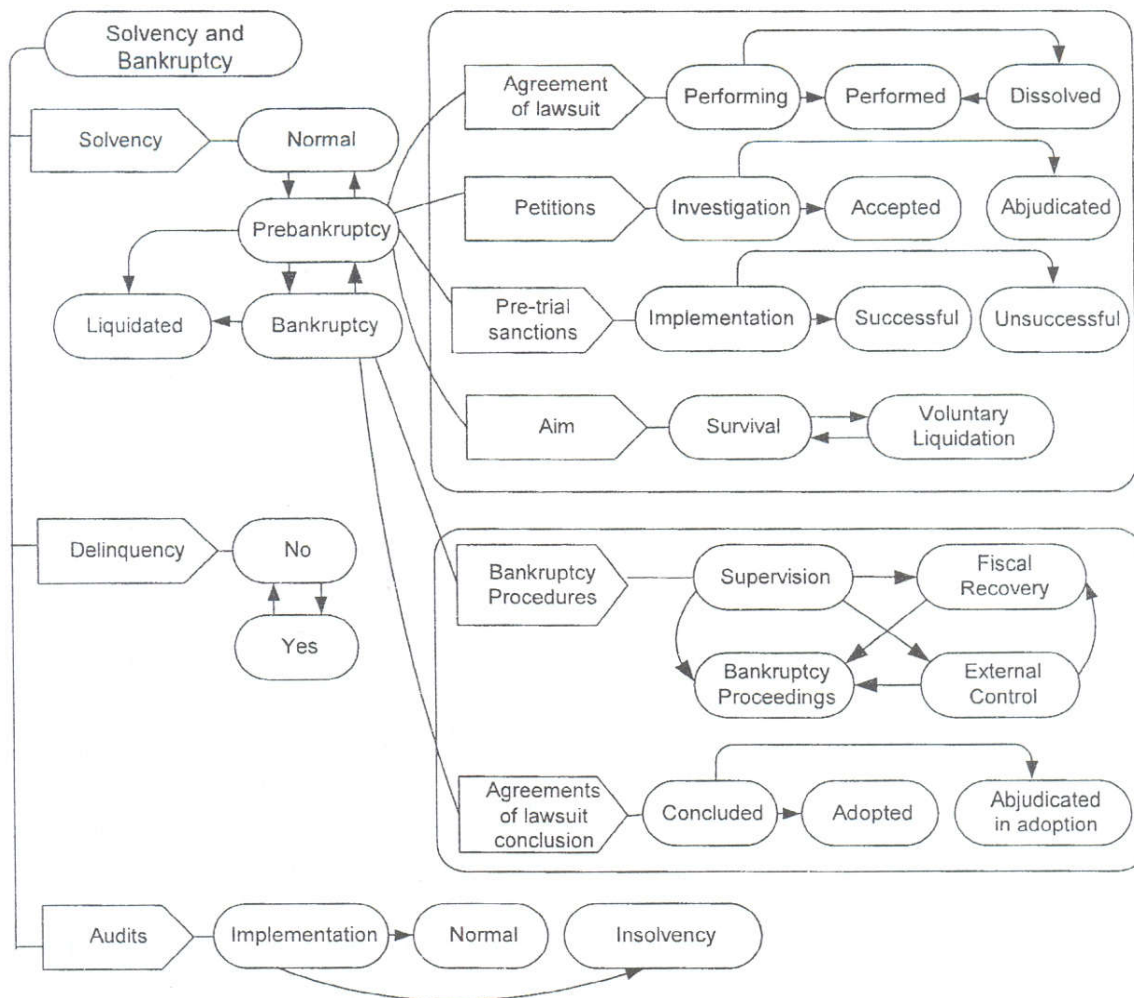 Solvency and
Bankruptcy
Solvency
Normal
Prebankruptcy
Liquidated
Bankruptcy
Agreement
of lawsuit
Performing
Performed
Dissolved
Petitions
Investigation
Accepted
Abjudicated
Pre-trial
sanctions
Implementation
Successful
Unsuccessful
Aim
Survival
Voluntary
Liquidation
Delinquency
No
Yes
Bankruptcy
Procedures
Supervision
Fiscal
Recovery
Bankruptcy
Proceedings
External
Control
Agreements
of lawsuit
conclusion
Concluded
Adopted
Abjudicated
in adoption
Audits
Implementation
Normal
Insolvency